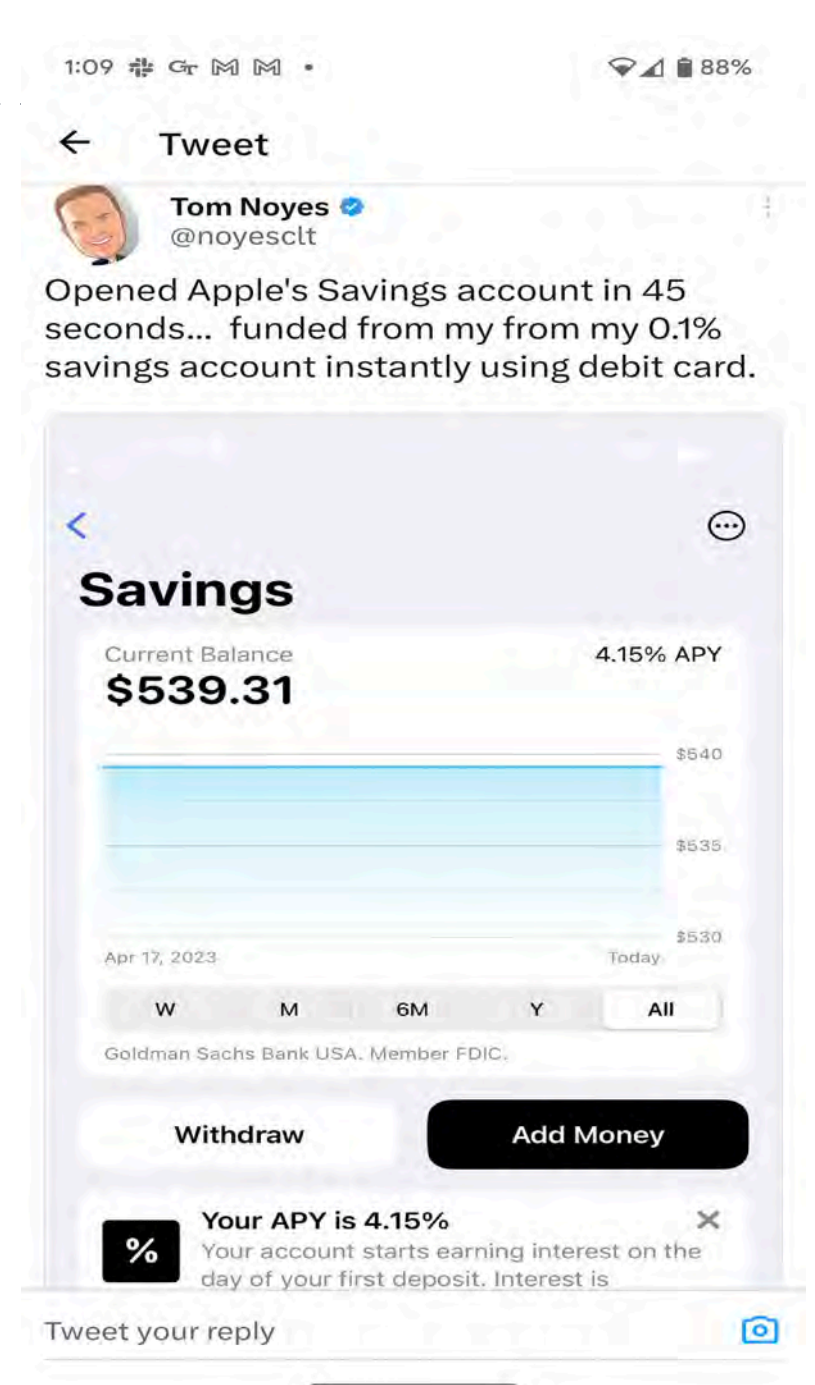 1:09 88%
Tweet
Tom Noyes
@noyesclt
Opened Apple's Savings account in 45
seconds... funded from my from my 0.1%
savings account instantly using debit card.
Savings
Current Balance 4.15% APY
$539.31
$540
$535
$530
Apr 17, 2023 Today
W M 6M Y All
Goldman Sachs Bank USA. Member FDIC.
Withdraw Add Money
Your APY is 4.15%
% Your account starts earning interest on the
day of your first deposit. Interest is
Tweet your reply